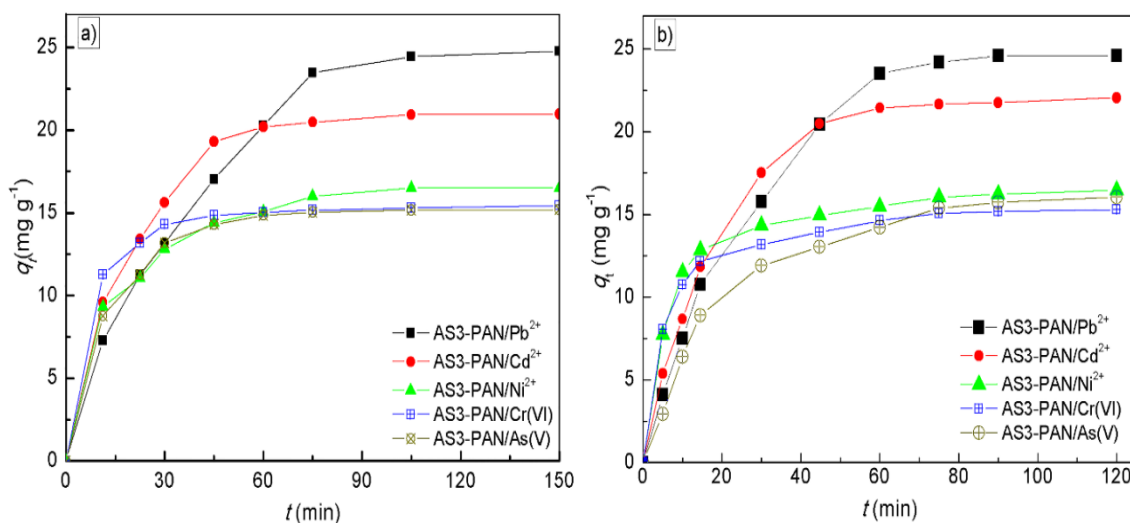 a)
25
20
15
10
5
0
q_t (mg g⁻¹)
AS3-PAN/Pb²⁺
AS3-PAN/Cd²⁺
AS3-PAN/Ni²⁺
AS3-PAN/Cr(VI)
AS3-PAN/As(V)
0 30 60 90 120 150
t (min)
b)
25
20
15
10
5
0
q_t (mg g⁻¹)
AS3-PAN/Pb²⁺
AS3-PAN/Cd²⁺
AS3-PAN/Ni²⁺
AS3-PAN/Cr(VI)
AS3-PAN/As(V)
0 20 40 60 80 100 120
t (min)